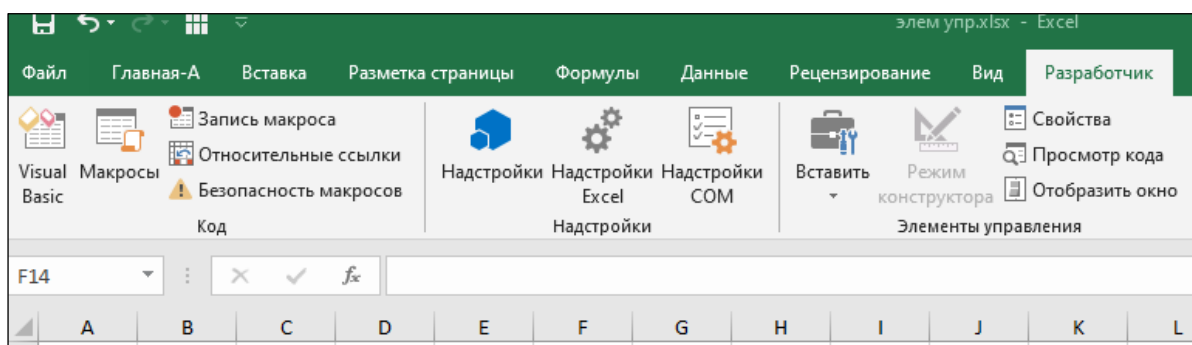 элем упр.xlsx - Excel
Файл Главная-А Вставка Разметка страницы Формулы Данные Рецензирование Вид Разработчик
Visual Basic
Макросы
Запись макроса
Относительные ссылки
Безопасность макросов
Код
Надстройки
Надстройки Excel
Надстройки COM
Надстройки
Вставить
Режим конструктора
Свойства
Просмотр кода
Отобразить окно
Элементы управления
F14 fx
A B C D E F G H I J K L